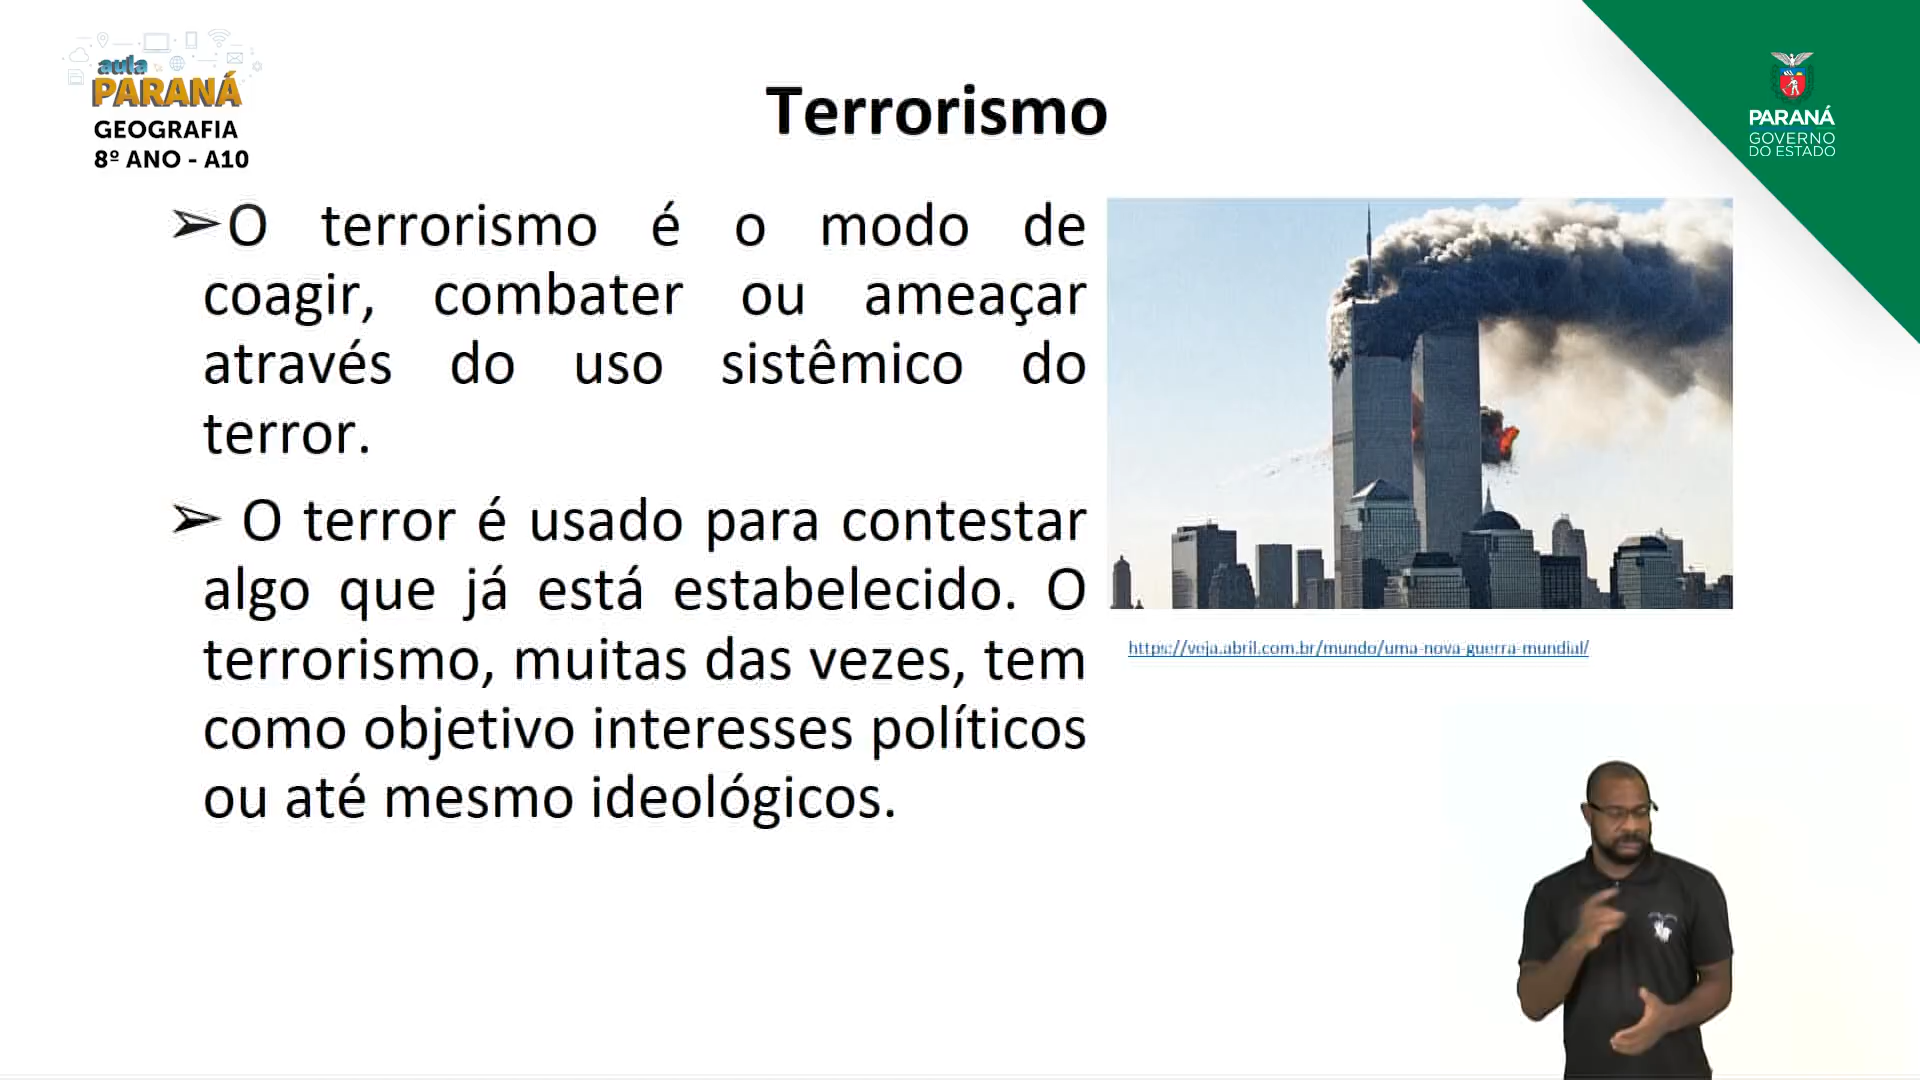 aula
PARANÁ
GEOGRAFIA
8º ANO - A10
Terrorismo
PARANÁ
GOVERNO
DO ESTADO
➢O terrorismo é o modo de
coagir, combater ou ameaçar
através do uso sistêmico do
terror.
➢ O terror é usado para contestar
algo que já está estabelecido. O
terrorismo, muitas das vezes, tem
como objetivo interesses políticos
ou até mesmo ideológicos.
https://veja.abril.com.br/mundo/uma-nova-guerra-mundial/